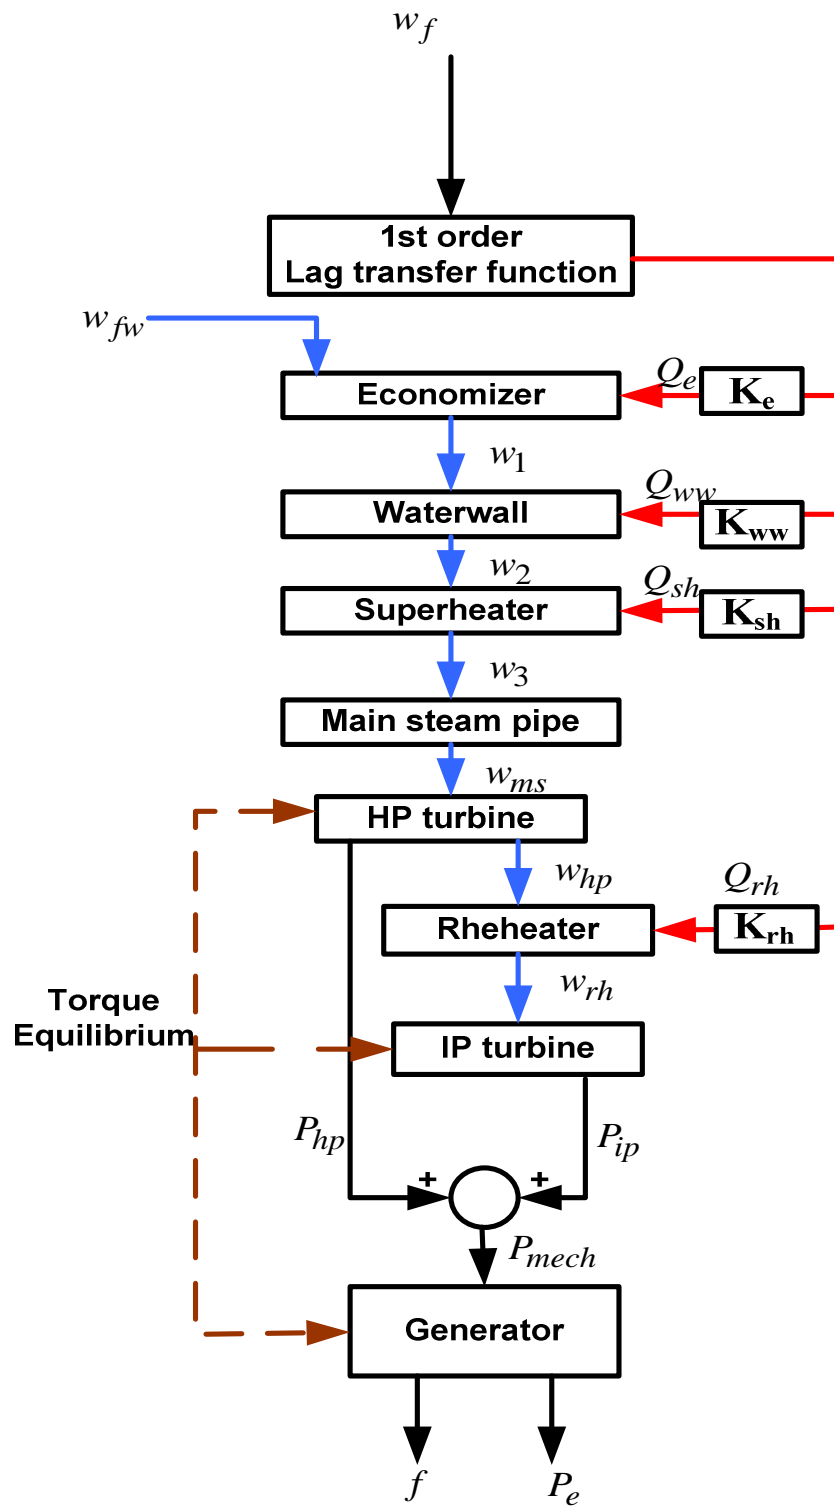 w_f
1st order
Lag transfer function
w_fw
Q_e
K_e
Economizer
w_1
Q_ww
K_ww
Waterwall
w_2
Q_sh
K_sh
Superheater
w_3
Main steam pipe
w_ms
HP turbine
w_hp
Q_rh
K_rh
Rheheater
w_rh
Torque
Equilibrium
IP turbine
P_hp
P_ip
+ +
P_mech
Generator
f
P_e